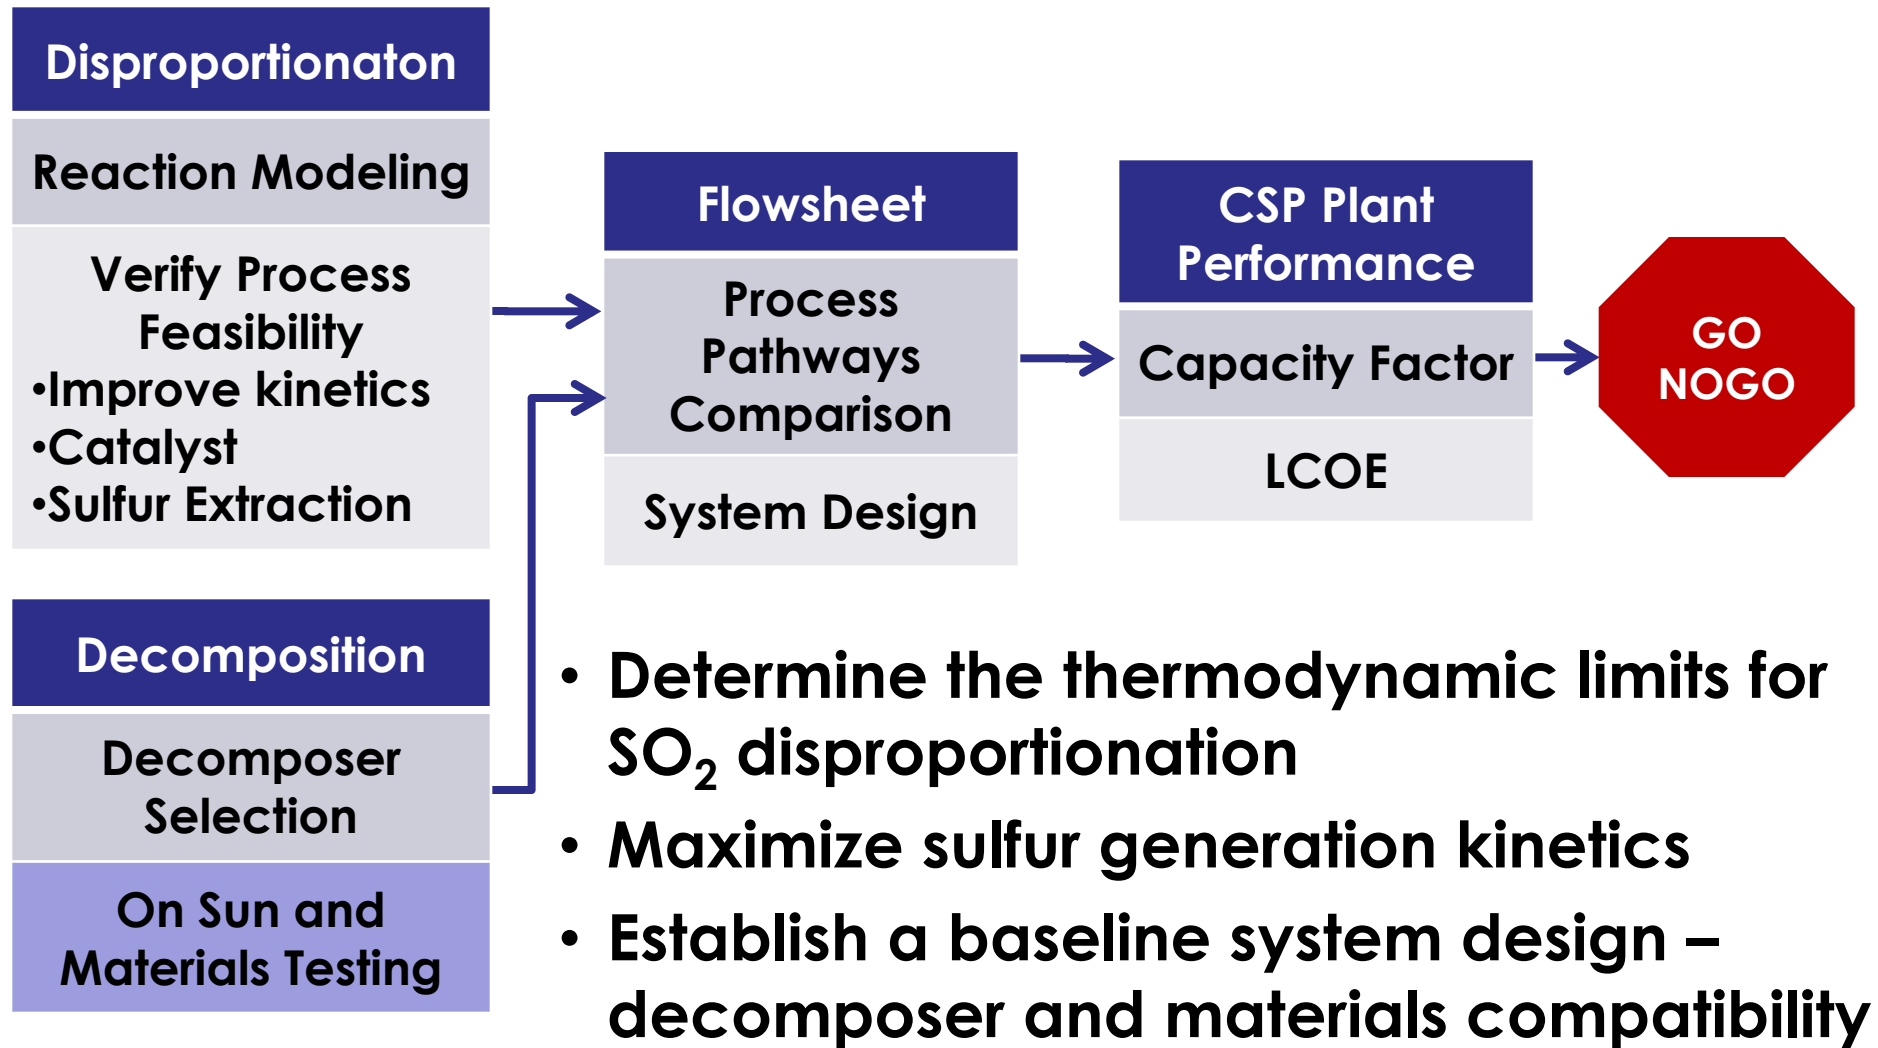 Disproportionaton
Reaction Modeling
Verify Process
Feasibility
•Improve kinetics
•Catalyst
•Sulfur Extraction
Decomposition
Decomposer
Selection
On Sun and
Materials Testing
Flowsheet
Process
Pathways
Comparison
System Design
CSP Plant
Performance
Capacity Factor
LCOE
GO
NOGO
• Determine the thermodynamic limits for
SO₂ disproportionation
• Maximize sulfur generation kinetics
• Establish a baseline system design –
decomposer and materials compatibility